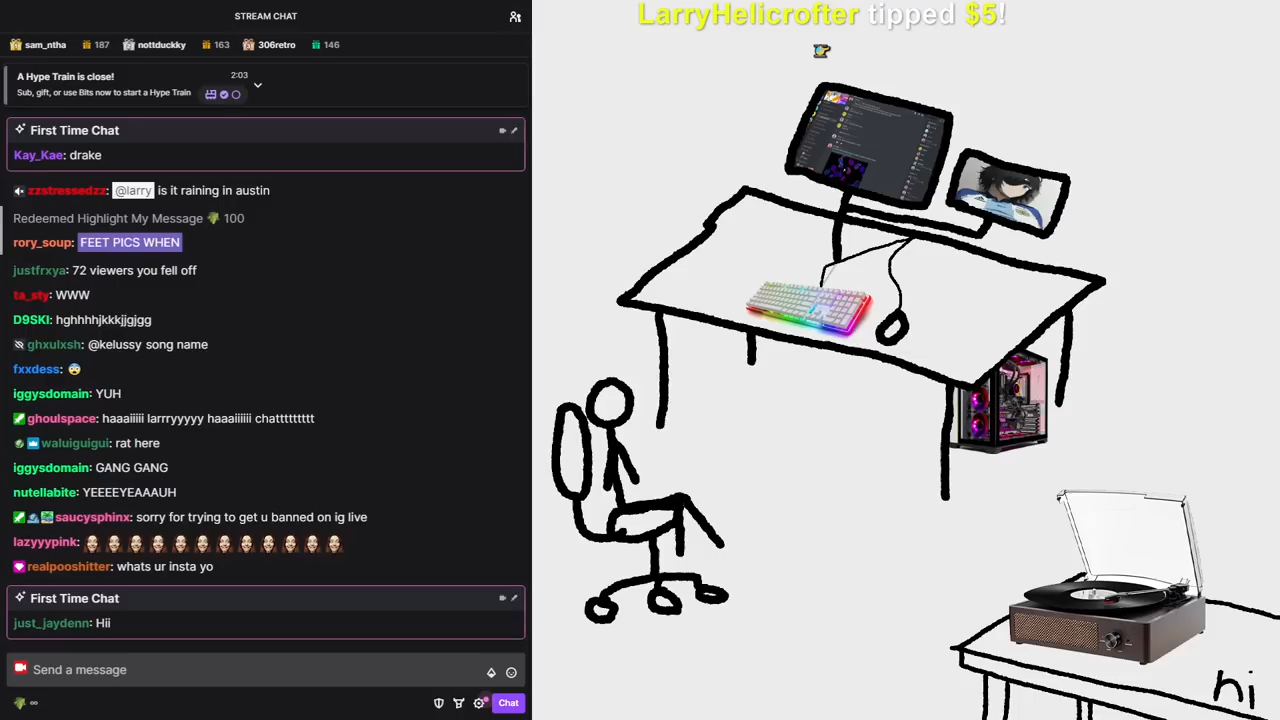 STREAM CHAT
LarryHelicrofter tipped $5!
sam_ntha 187 nottduckky 163 306retro 146
A Hype Train is close! 2:03
Sub, gift, or use Bits now to start a Hype Train
First Time Chat
Kay_Kae: drake
zzstressedzz: @larry is it raining in austin
Redeemed Highlight My Message 100
rory_soup: FEET PICS WHEN
justfrxya: 72 viewers you fell off
ta_sty: WWW
D9SKI: hghhhhjkkkjjgjgg
ghxulxsh: @kelussy song name
fxxdess:
iggysdomain: YUH
ghoulspace: haaaiiiiii larrryyyyy haaaiiiiii chattttttttt
waluiguigui: rat here
iggysdomain: GANG GANG
nutellabite: YEEEEYEAAAUH
saucysphinx: sorry for trying to get u banned on ig live
lazyyypink:
realpooshitter: whats ur insta yo
First Time Chat
just_jaydenn: Hii
Send a message
∞ Chat
hi